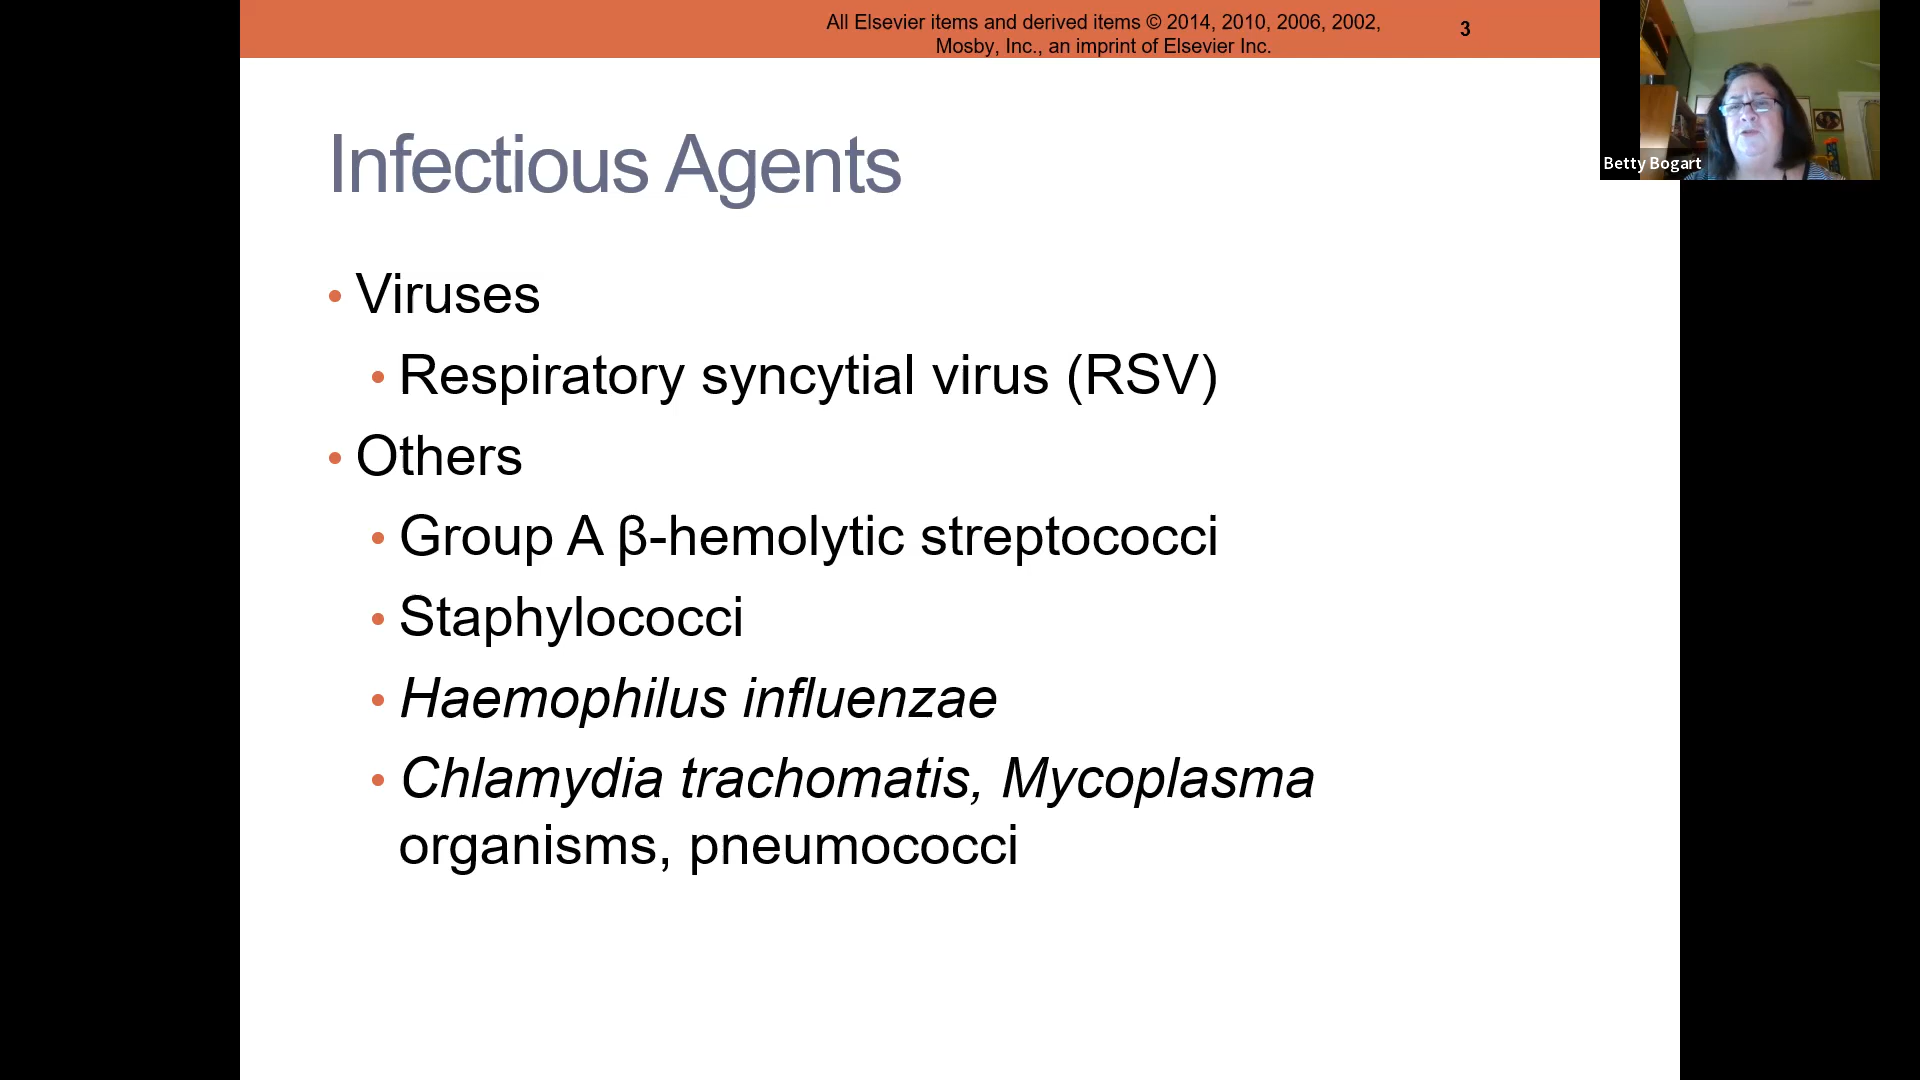 All Elsevier items and derived items © 2014, 2010, 2006, 2002,
Mosby, Inc., an imprint of Elsevier Inc.
3
Betty Bogart
Infectious Agents
• Viruses
• Respiratory syncytial virus (RSV)
• Others
• Group A β-hemolytic streptococci
• Staphylococci
• Haemophilus influenzae
• Chlamydia trachomatis, Mycoplasma
organisms, pneumococci